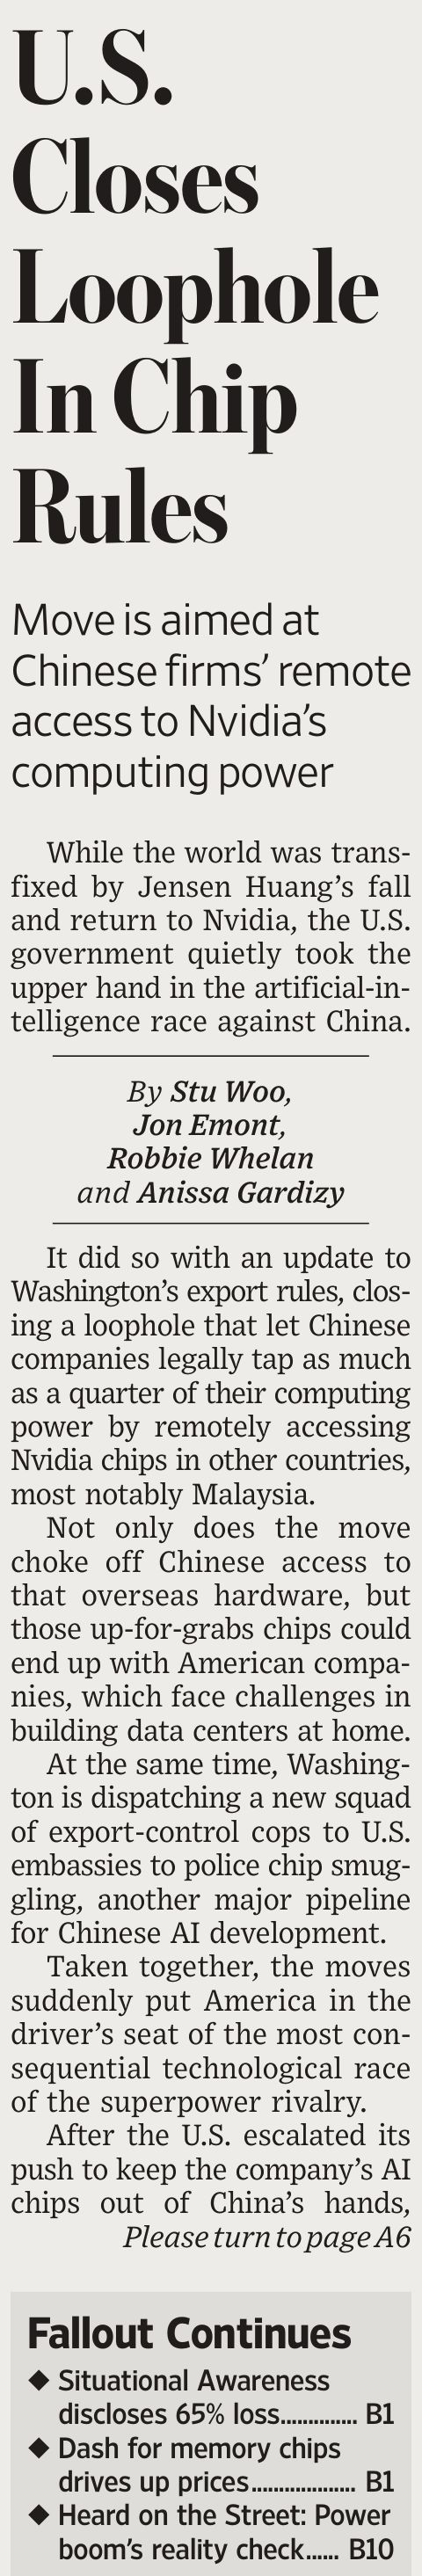 U.S.
Closes
Loophole
In Chip
Rules
Move is aimed at
Chinese firms’ remote
access to Nvidia’s
computing power
While the world was trans-
fixed by Jensen Huang’s fall
and return to Nvidia, the U.S.
government quietly took the
upper hand in the artificial-in-
telligence race against China.
By Stu Woo,
Jon Emont,
Robbie Whelan
and Anissa Gardizy
It did so with an update to
Washington’s export rules, clos-
ing a loophole that let Chinese
companies legally tap as much
as a quarter of their computing
power by remotely accessing
Nvidia chips in other countries,
most notably Malaysia.
Not only does the move
choke off Chinese access to
that overseas hardware, but
those up-for-grabs chips could
end up with American compa-
nies, which face challenges in
building data centers at home.
At the same time, Washing-
ton is dispatching a new squad
of export-control cops to U.S.
embassies to police chip smug-
gling, another major pipeline
for Chinese AI development.
Taken together, the moves
suddenly put America in the
driver’s seat of the most con-
sequential technological race
of the superpower rivalry.
After the U.S. escalated its
push to keep the company’s AI
chips out of China’s hands,
Please turn to page A6
Fallout Continues
◆ Situational Awareness
discloses 65% loss.............. B1
◆ Dash for memory chips
drives up prices................... B1
◆ Heard on the Street: Power
boom’s reality check...... B10